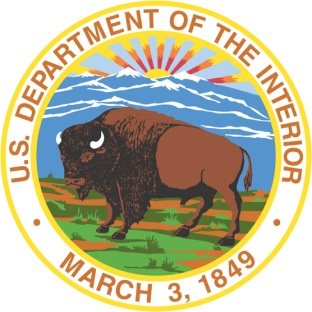 U.S. DEPARTMENT OF THE INTERIOR
MARCH 3, 1849